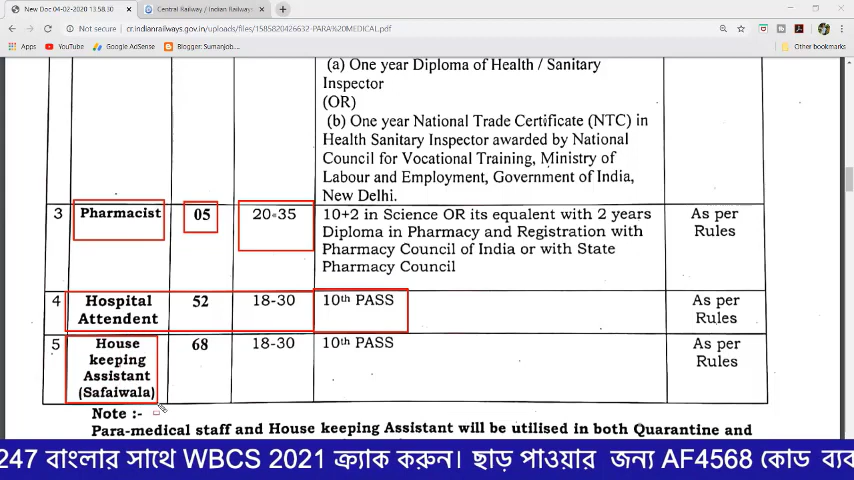 New Doc 04-02-2020 13.58.30
Central Railway / Indian Railways
Not secure | cr.indianrailways.gov.in/uploads/files/1585820426632-PARA%20MEDICAL.pdf
Apps YouTube Google AdSense Blogger: Sumanjo.... Other bookmarks
(a) One year Diploma of Health / Sanitary
Inspector
(OR)
(b) One year National Trade Certificate (NTC) in
Health Sanitary Inspector awarded by National
Council for Vocational Training, Ministry of
Labour and Employment, Government of India,
New Delhi.
3 Pharmacist 05 20-35 10+2 in Science OR its equalent with 2 years As per
Diploma in Pharmacy and Registration with Rules
Pharmacy Council of India or with State
Pharmacy Council
4 Hospital 52 18-30 10th PASS As per
Attendent Rules
5 House 68 18-30 10th PASS As per
keeping Rules
Assistant
(Safaiwala)
Note :-
Para-medical staff and House keeping Assistant will be utilised in both Quarantine and
247 বাংলার সাথে WBCS 2021 ক্র্যাক করুন। ছাড় পাওয়ার জন্য AF4568 কোড ব্যব